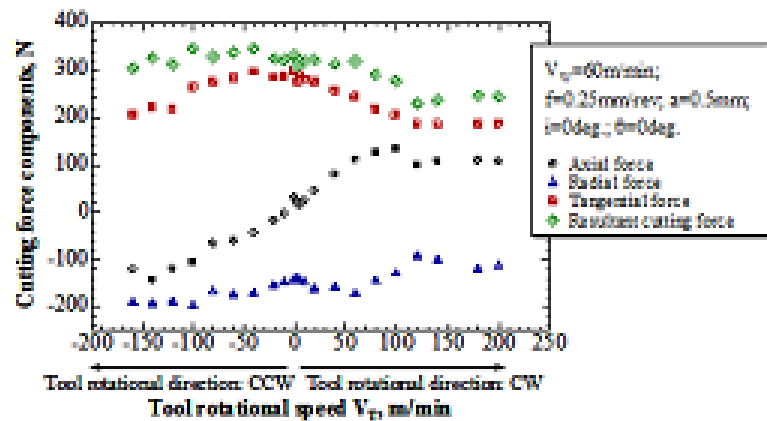 Cutting force components, N
400
300
200
100
0
-100
-200
-200 -150 -100 -50 0 50 100 150 200 250
Tool rotational direction: CCW Tool rotational direction: CW
Tool rotational speed V_T, m/min
=60m/min;
f=0.25mm/rev; a=0.5mm;
i=0deg.; θ=0deg.
Axial force
Radial force
Tangential force
Resultant cutting force